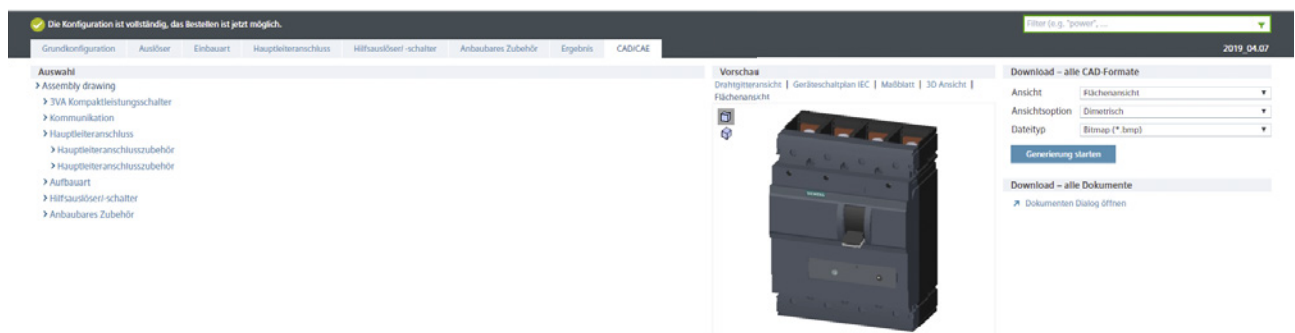 Die Konfiguration ist vollständig, das Bestellen ist jetzt möglich.
Filter (e.g. "power", ...
Grundkonfiguration Auslöser Einbauart Hauptleiteranschluss Hilfsauslöser/-schalter Anbaubares Zubehör Ergebnis CAD/CAE
2019_04.07
Auswahl
Assembly drawing
3VA Kompaktleistungsschalter
Kommunikation
Hauptleiteranschluss
Hauptleiteranschlusszubehör
Hauptleiteranschlusszubehör
Aufbauart
Hilfsauslöser/-schalter
Anbaubares Zubehör
Vorschau
Drahtgitteransicht | Geräteschaltplan IEC | Maßblatt | 3D Ansicht |
Flächenansicht
SIEMENS
Download – alle CAD-Formate
Ansicht Flächenansicht
Ansichtsoption Dimetrisch
Dateityp Bitmap (*.bmp)
Generierung starten
Download – alle Dokumente
Dokumenten Dialog öffnen